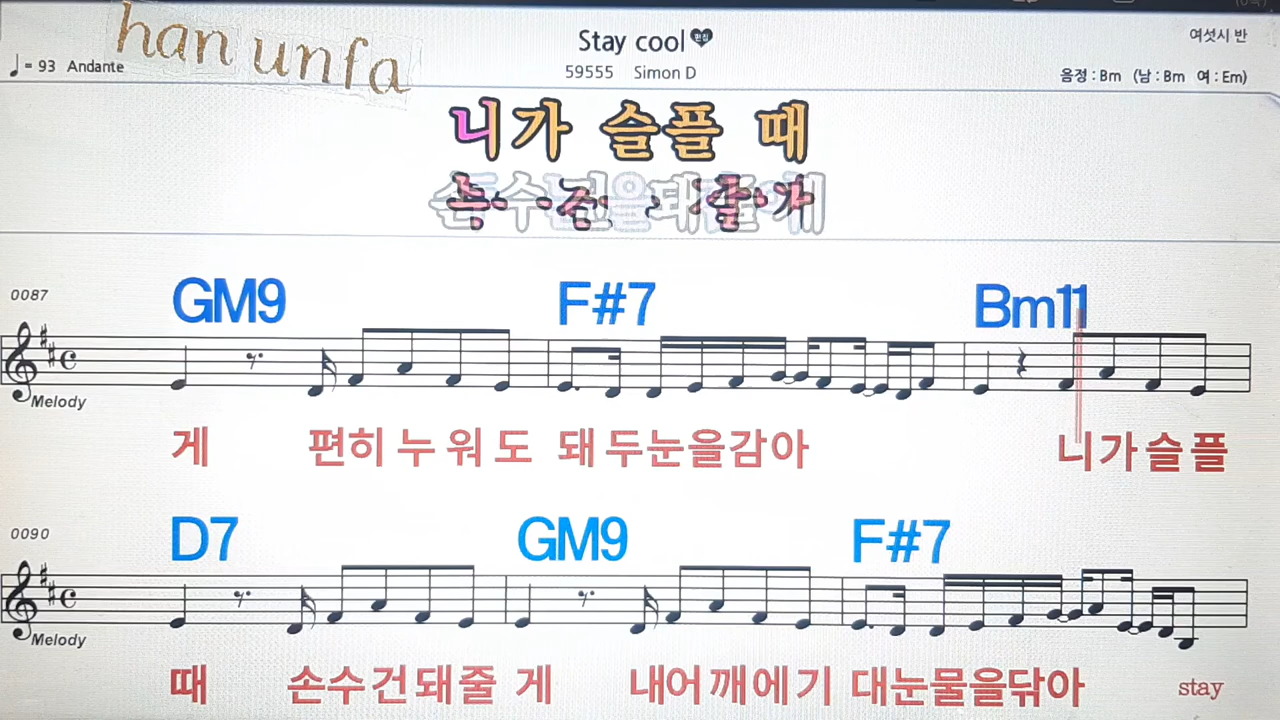 han unfa
Stay cool 편집
여섯시 반
♩= 93 Andante
59555 Simon D
음정 : Bm (남 : Bm 여 : Em)
니가 슬플 때
0087 GM9 F#7 Bm11
Melody
게 편히 누 워 도 돼 두눈을감아 니가슬플
0090 D7 GM9 F#7
Melody
때 손수건돼줄 게 내어깨에기 대눈물을닦아 stay